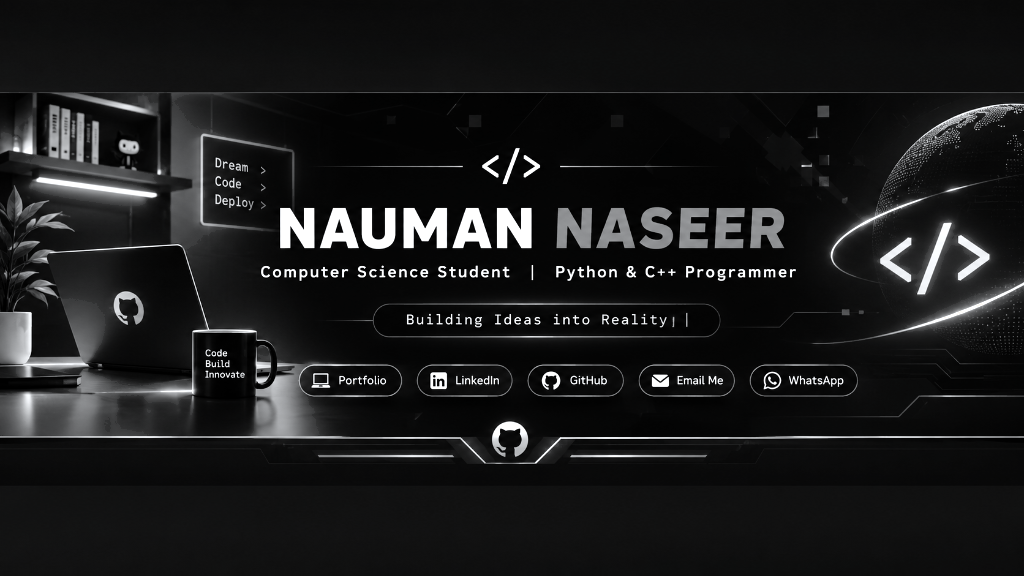 Dream >
Code >
Deploy >
</>
NAUMAN NASEER
Computer Science Student | Python & C++ Programmer
Building Ideas into Reality
Code
Build
Innovate
Portfolio
LinkedIn
GitHub
Email Me
WhatsApp
</>